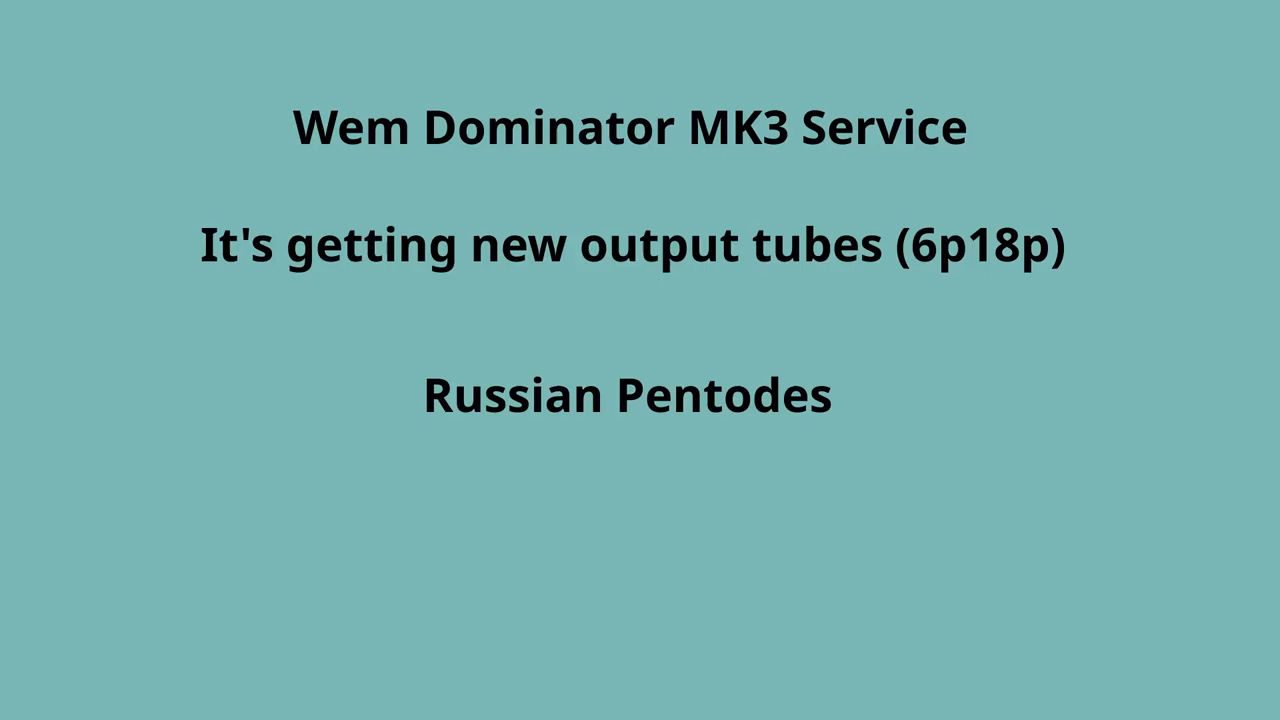 Wem Dominator MK3 Service
It's getting new output tubes (6p18p)
Russian Pentodes